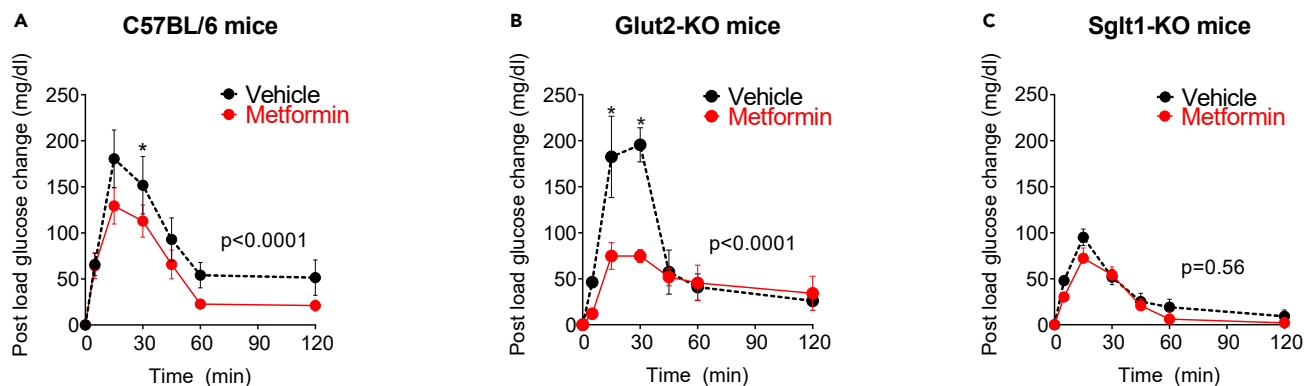 A
C57BL/6 mice
Post load glucose change (mg/dl)
250
200
150
100
50
0
Vehicle
Metformin
*
p<0.0001
0 30 60 90 120
Time (min)
B
Glut2-KO mice
Post load glucose change (mg/dl)
250
200
150
100
50
0
Vehicle
Metformin
* *
p<0.0001
0 30 60 90 120
Time (min)
C
Sglt1-KO mice
Post load glucose change (mg/dl)
250
200
150
100
50
0
Vehicle
Metformin
p=0.56
0 30 60 90 120
Time (min)